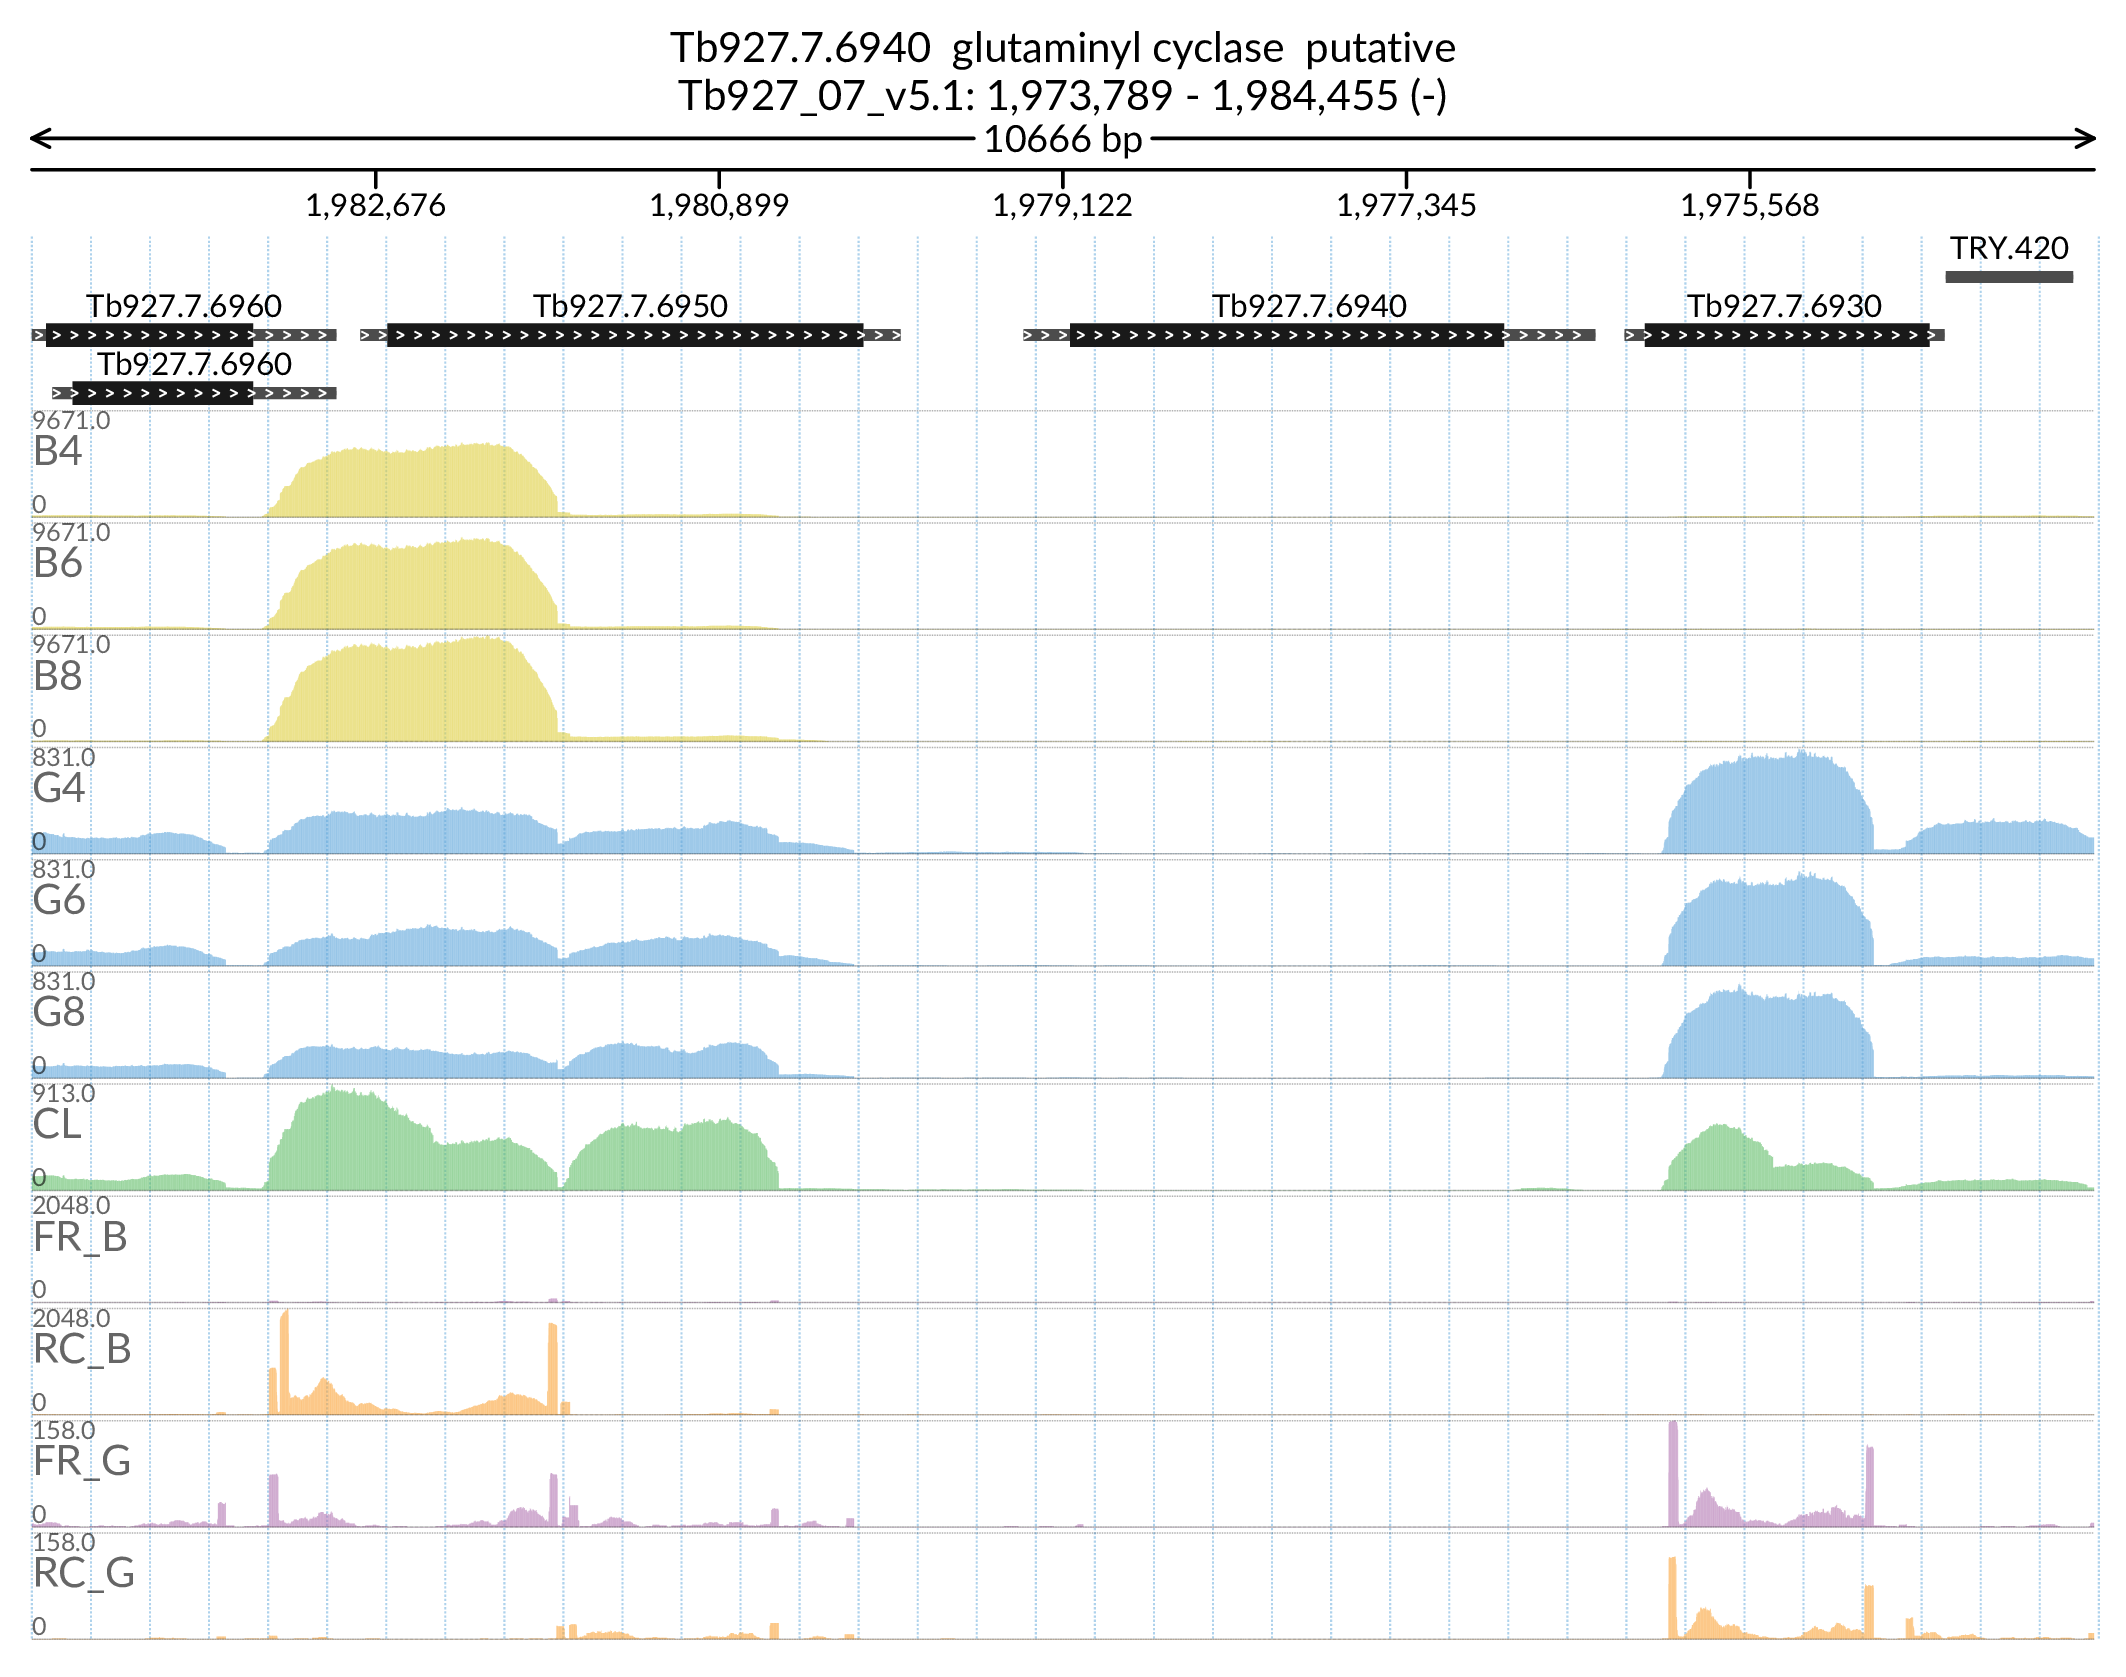 Tb927.7.6940  glutaminyl cyclase  putative
Tb927_07_v5.1: 1,973,789 - 1,984,455 (-)
10666 bp
1,982,676 1,980,899 1,979,122 1,977,345 1,975,568
TRY.420
Tb927.7.6960 Tb927.7.6950 Tb927.7.6940 Tb927.7.6930
Tb927.7.6960
9671.0
B4
0
9671.0
B6
0
9671.0
B8
0
831.0
G4
0
831.0
G6
0
831.0
G8
0
913.0
CL
0
2048.0
FR_B
0
2048.0
RC_B
0
158.0
FR_G
0
158.0
RC_G
0